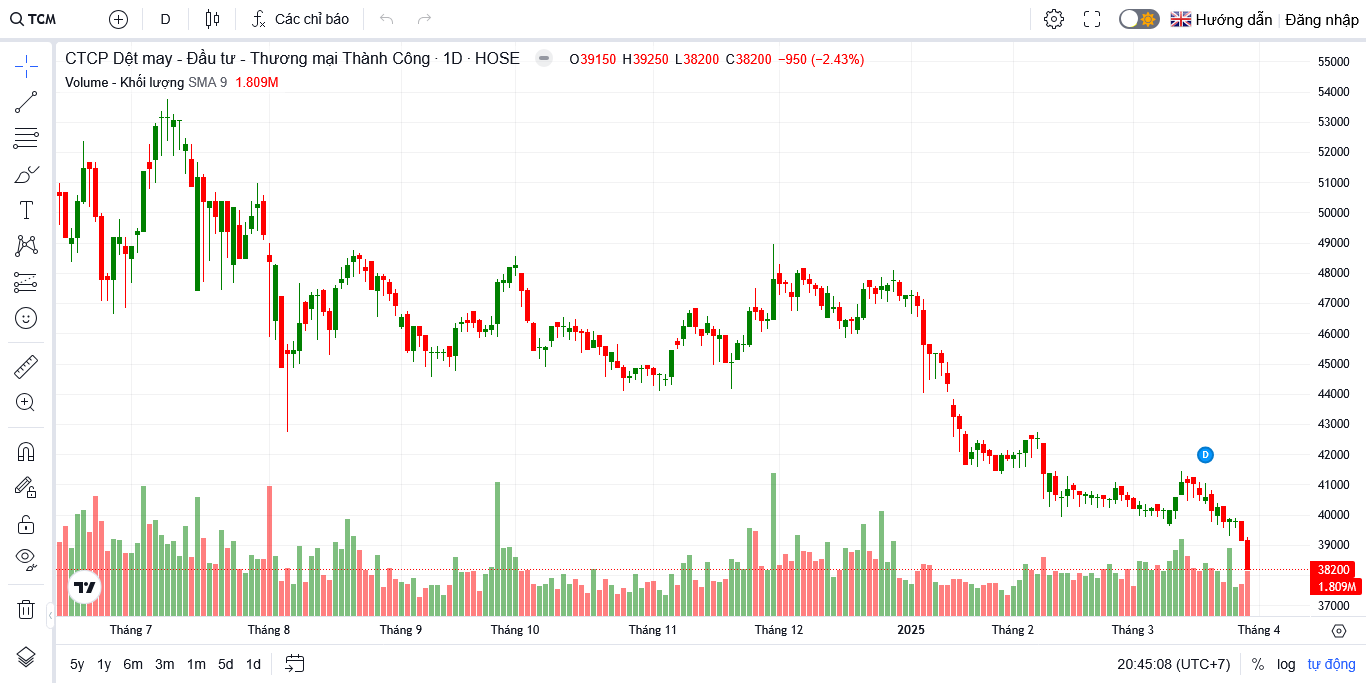 TCM D Các chỉ báo Hướng dẫn Đăng nhập
CTCP Dệt may - Đầu tư - Thương mại Thành Công · 1D · HOSE O39150 H39250 L38200 C38200 −950 (−2.43%)
Volume - Khối lượng SMA 9 1.809M
55000
54000
53000
52000
51000
50000
49000
48000
47000
46000
45000
44000
43000
42000
D
41000
40000
39000
38200
1.809M
37000
Tháng 7 Tháng 8 Tháng 9 Tháng 10 Tháng 11 Tháng 12 2025 Tháng 2 Tháng 3 Tháng 4
5y 1y 6m 3m 1m 5d 1d 20:45:08 (UTC+7) % log tự động